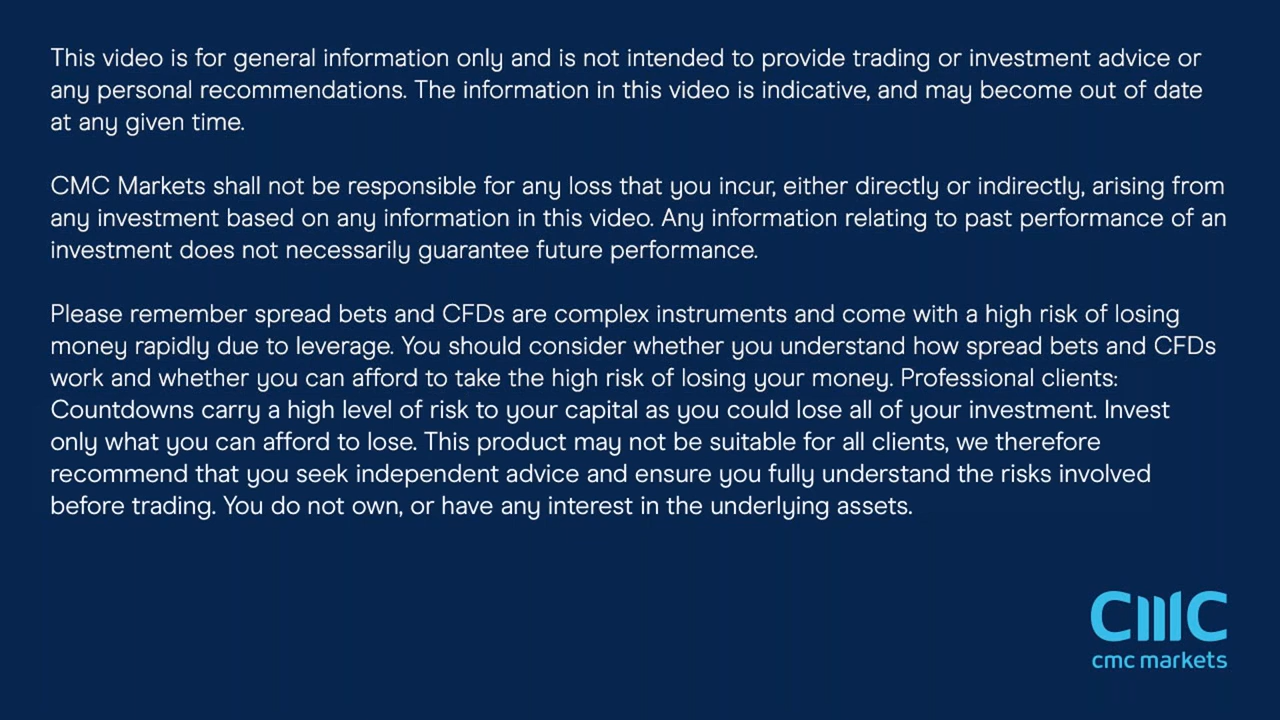 This video is for general information only and is not intended to provide trading or investment advice or
any personal recommendations. The information in this video is indicative, and may become out of date
at any given time.
CMC Markets shall not be responsible for any loss that you incur, either directly or indirectly, arising from
any investment based on any information in this video. Any information relating to past performance of an
investment does not necessarily guarantee future performance.
Please remember spread bets and CFDs are complex instruments and come with a high risk of losing
money rapidly due to leverage. You should consider whether you understand how spread bets and CFDs
work and whether you can afford to take the high risk of losing your money. Professional clients:
Countdowns carry a high level of risk to your capital as you could lose all of your investment. Invest
only what you can afford to lose. This product may not be suitable for all clients, we therefore
recommend that you seek independent advice and ensure you fully understand the risks involved
before trading. You do not own, or have any interest in the underlying assets.
CMC
cmc markets